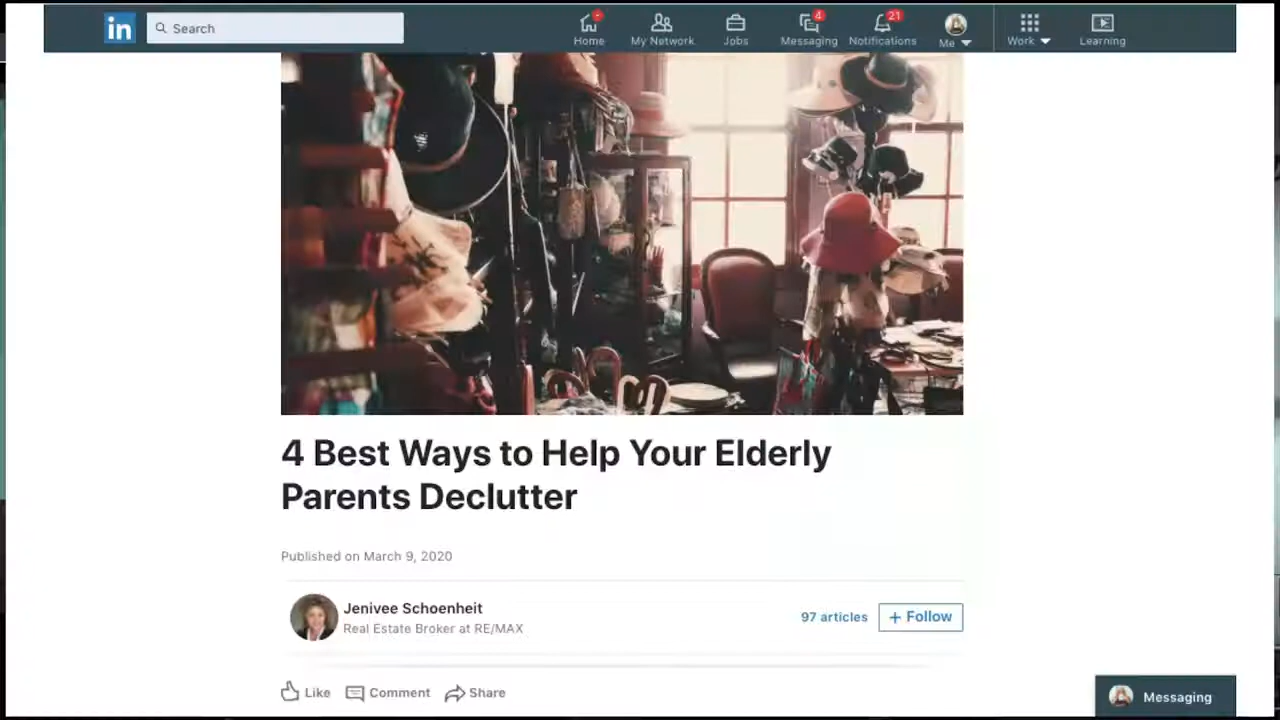 in
Search
4
21
Home
My Network
Jobs
Messaging
Notifications
Me
Work
Learning
4 Best Ways to Help Your Elderly
Parents Declutter
Published on March 9, 2020
Jenivee Schoenheit
Real Estate Broker at RE/MAX
97 articles
+ Follow
Like
Comment
Share
Messaging